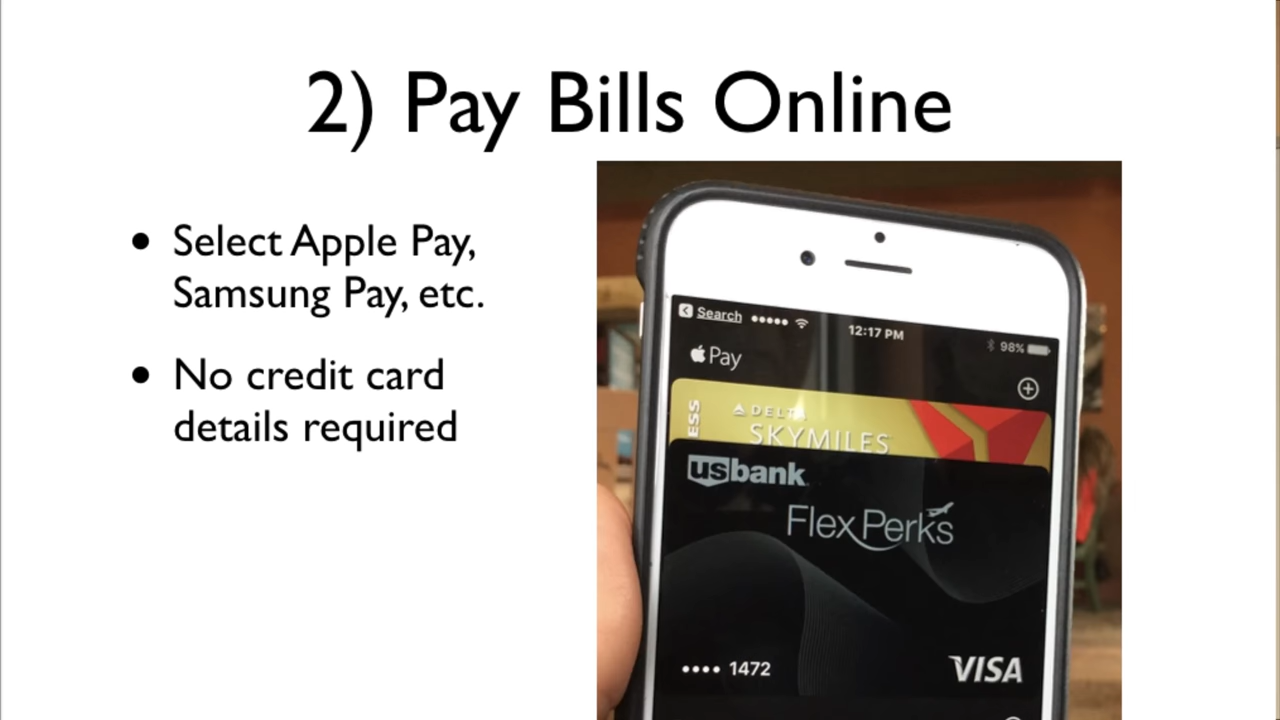 2) Pay Bills Online
• Select Apple Pay,
Samsung Pay, etc.
• No credit card
details required
Search
12:17 PM
98%
Pay
ESS
DELTA
SKYMILES
usbank
FlexPerks
•••• 1472
VISA